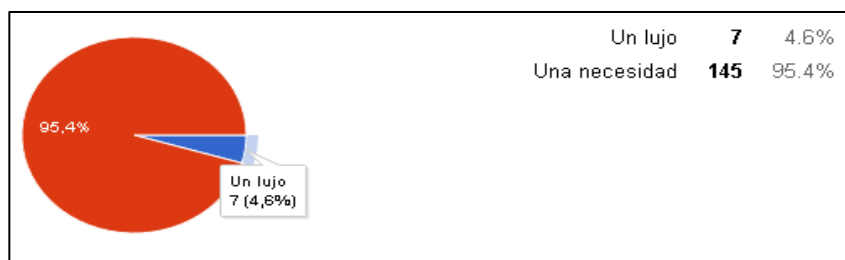 Un lujo 7 4.6%
Una necesidad 145 95.4%
95,4%
Un lujo
7 (4,6%)